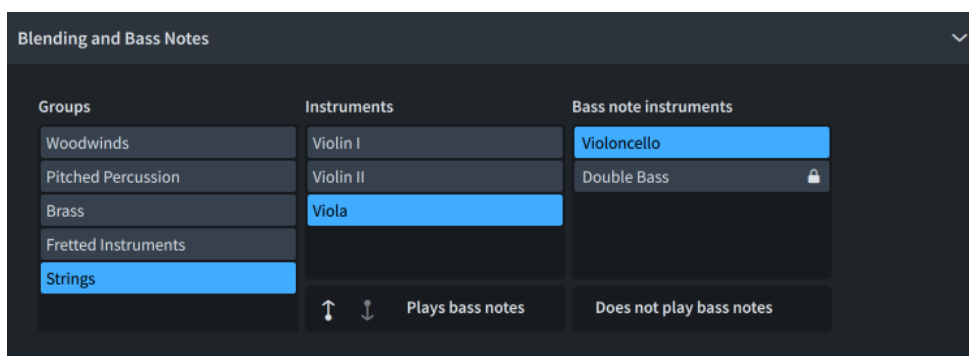 Blending and Bass Notes
Groups
Woodwinds
Pitched Percussion
Brass
Fretted Instruments
Strings
Instruments
Violin I
Violin II
Viola
Plays bass notes
Bass note instruments
Violoncello
Double Bass
Does not play bass notes